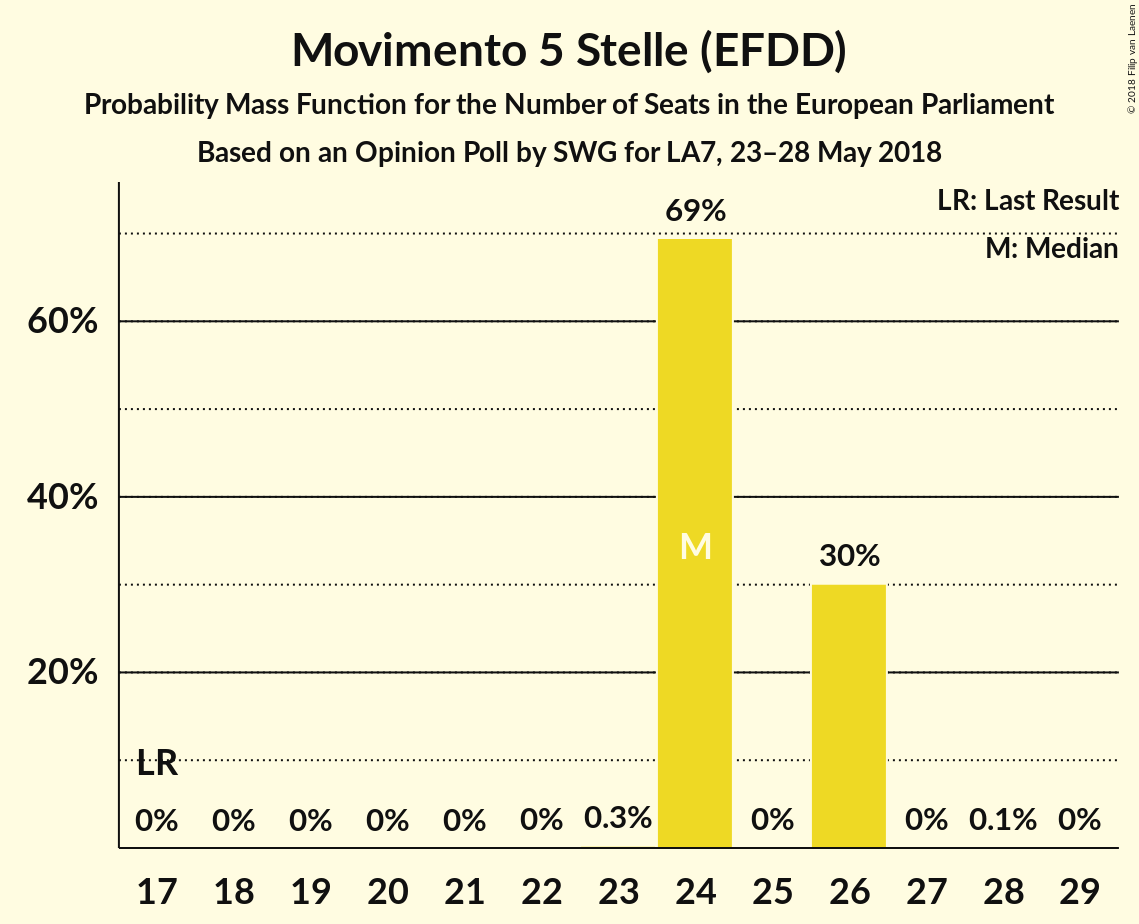 Movimento 5 Stelle (EFDD)
Probability Mass Function for the Number of Seats in the European Parliament
Based on an Opinion Poll by SWG for LA7, 23–28 May 2018
© 2018 Filip van Laenen
LR: Last Result
M: Median
60%
40%
20%
LR
M
0% 0% 0% 0% 0% 0% 0.3% 69% 0% 30% 0% 0.1% 0%
17 18 19 20 21 22 23 24 25 26 27 28 29